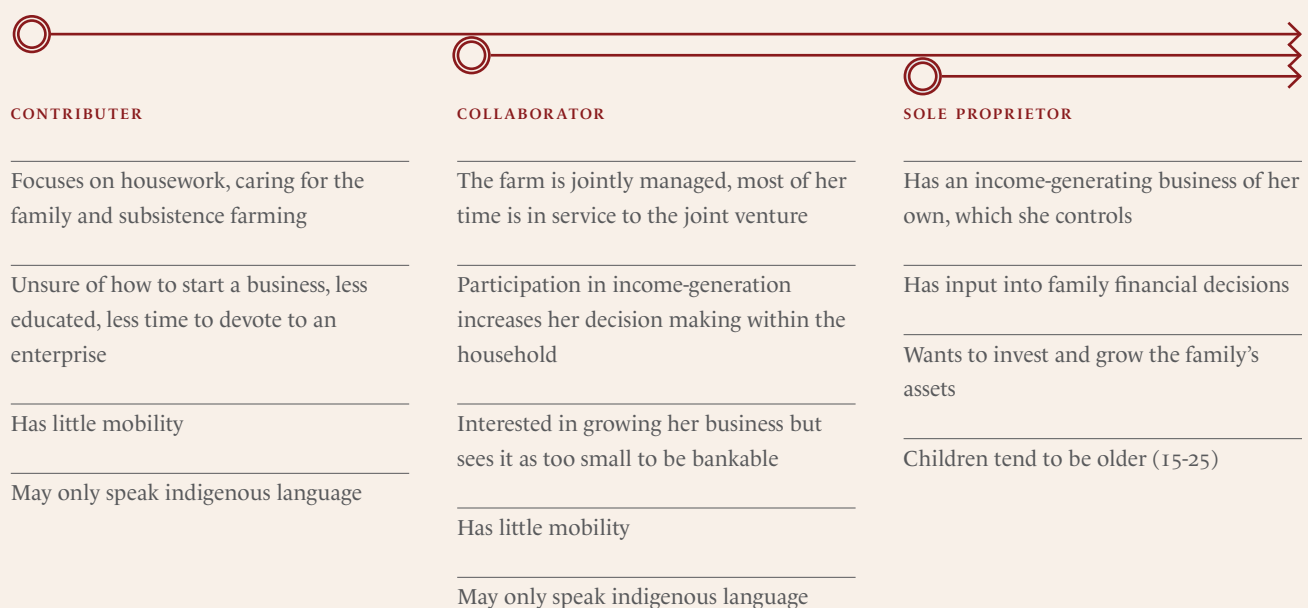 CONTRIBUTER
Focuses on housework, caring for the
family and subsistence farming
Unsure of how to start a business, less
educated, less time to devote to an
enterprise
Has little mobility
May only speak indigenous language
COLLABORATOR
The farm is jointly managed, most of her
time is in service to the joint venture
Participation in income-generation
increases her decision making within the
household
Interested in growing her business but
sees it as too small to be bankable
Has little mobility
May only speak indigenous language
SOLE PROPRIETOR
Has an income-generating business of her
own, which she controls
Has input into family financial decisions
Wants to invest and grow the family’s
assets
Children tend to be older (15-25)